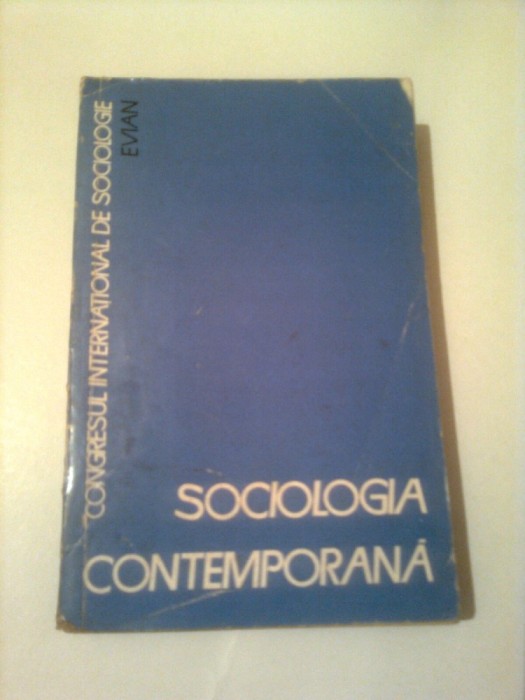 CONGRESUL INTERNAȚIONAL DE SOCIOLOGIE
EVIAN
SOCIOLOGIA
CONTEMPORANĂ